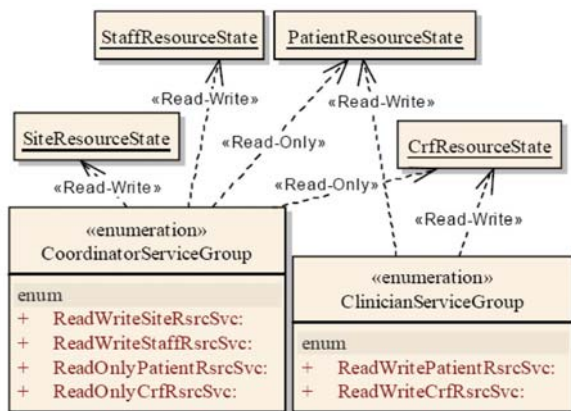 StaffResourceState
PatientResourceState
«Read-Write»
«Read-Write»
SiteResourceState
«Read-Only»
CrfResourceState
«Read-Write»
«Read-Only»
«Read-Write»
«enumeration»
CoordinatorServiceGroup
enum
+ ReadWriteSiteRsrcSvc:
+ ReadWriteStaffRsrcSvc:
+ ReadOnlyPatientRsrcSvc:
+ ReadOnlyCrfRsrcSvc:
«enumeration»
ClinicianServiceGroup
enum
+ ReadWritePatientRsrcSvc:
+ ReadWriteCrfRsrcSvc: